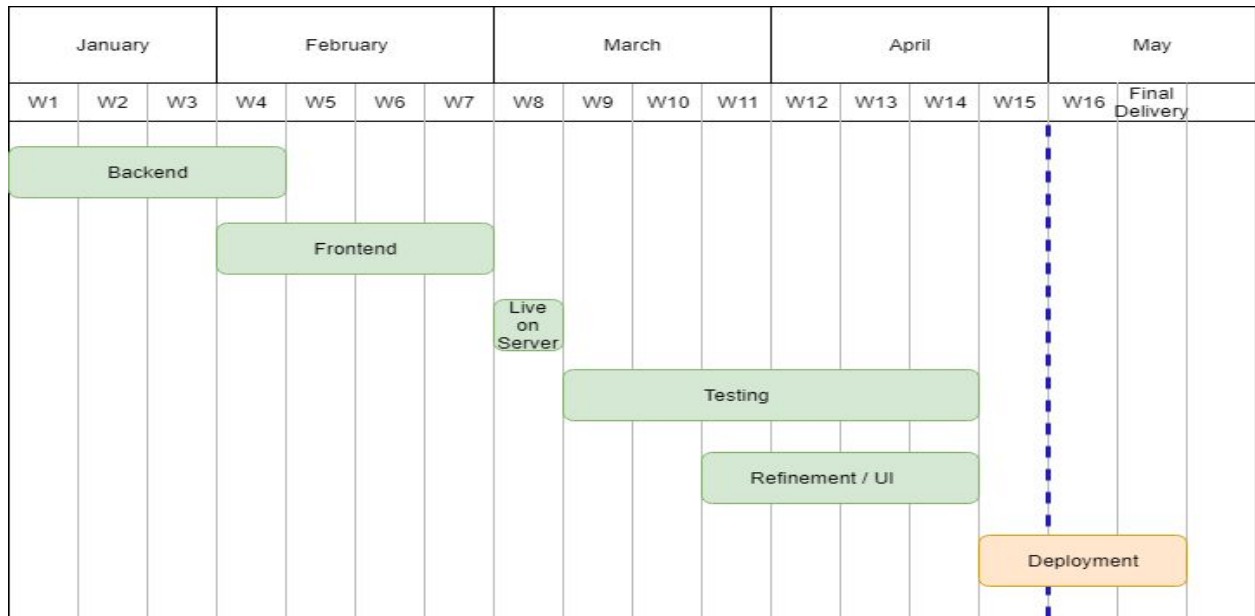 January February March April May
W1 W2 W3 W4 W5 W6 W7 W8 W9 W10 W11 W12 W13 W14 W15 W16 Final
Delivery
Backend
Frontend
Live
on
Server
Testing
Refinement / UI
Deployment